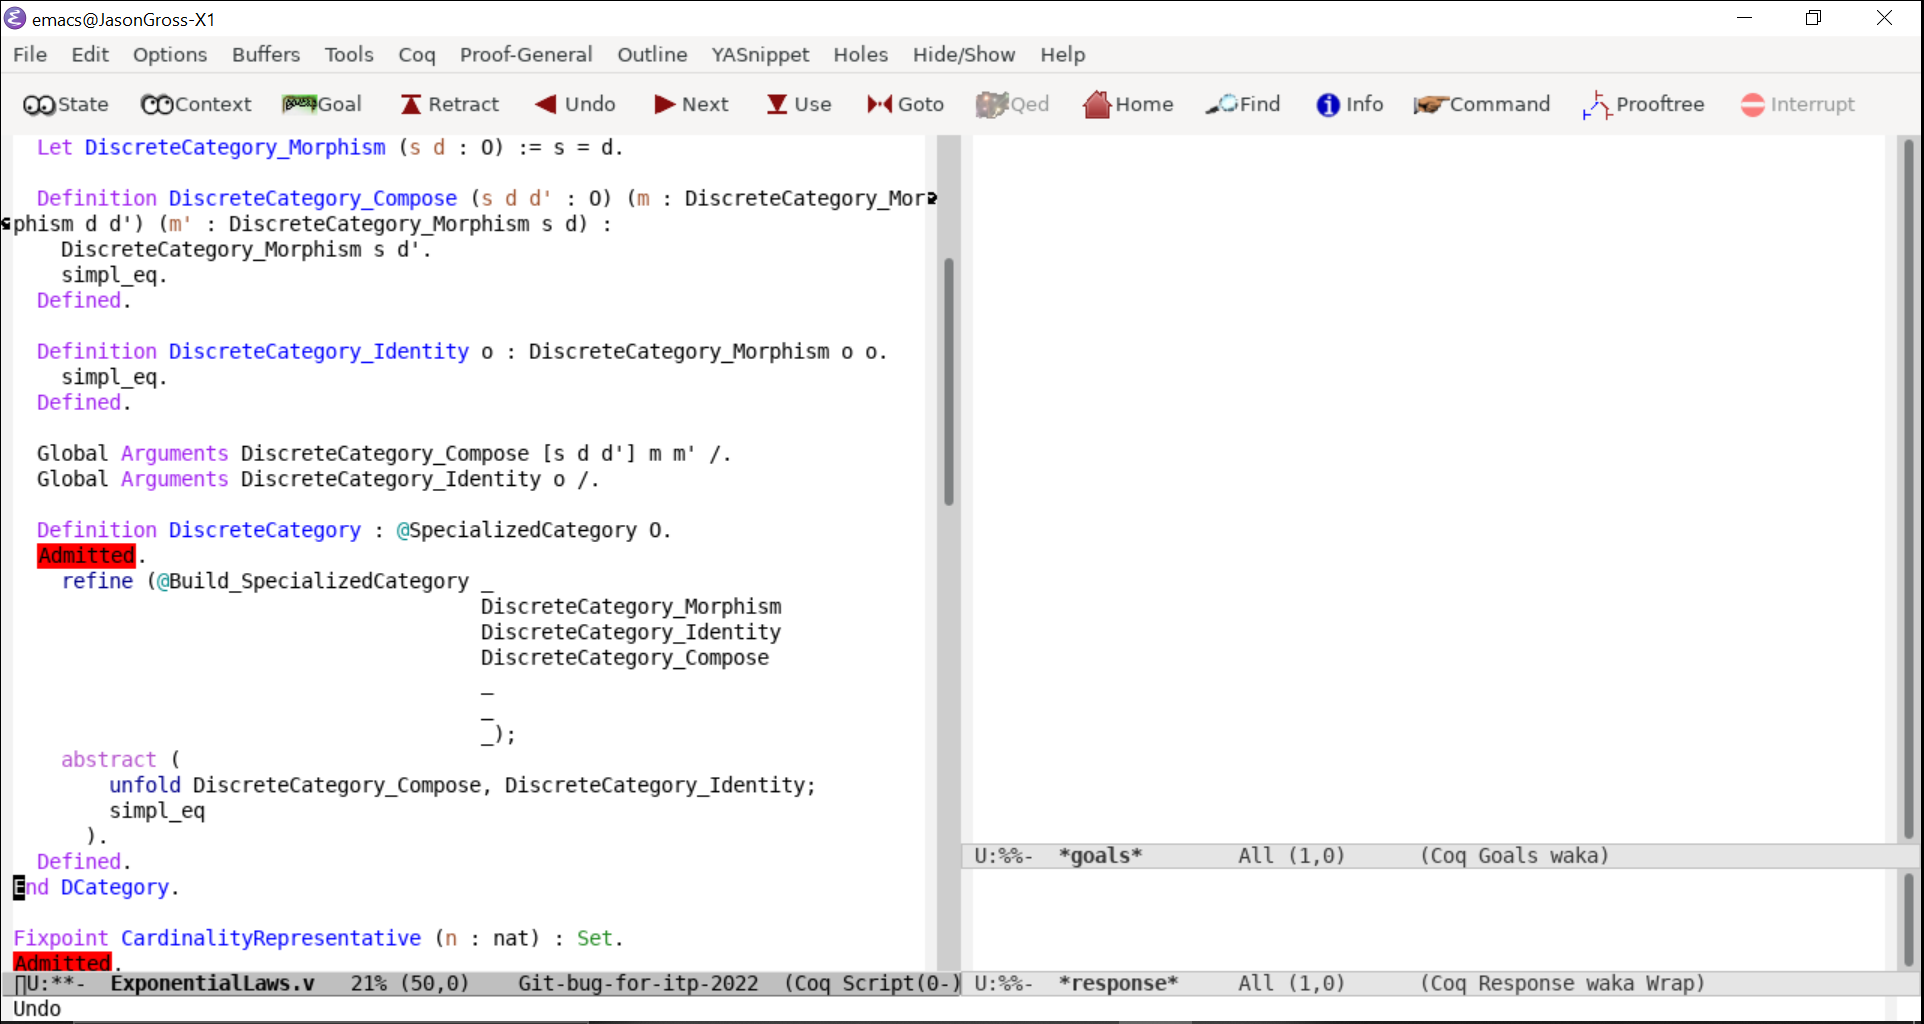 emacs@JasonGross-X1
File Edit Options Buffers Tools Coq Proof-General Outline YASnippet Holes Hide/Show Help
State Context Goal Retract Undo Next Use Goto Qed Home Find Info Command Prooftree Interrupt
Let DiscreteCategory_Morphism (s d : O) := s = d.
Definition DiscreteCategory_Compose (s d d' : O) (m : DiscreteCategory_Mor
phism d d') (m' : DiscreteCategory_Morphism s d) :
DiscreteCategory_Morphism s d'.
simpl_eq.
Defined.
Definition DiscreteCategory_Identity o : DiscreteCategory_Morphism o o.
simpl_eq.
Defined.
Global Arguments DiscreteCategory_Compose [s d d'] m m' /.
Global Arguments DiscreteCategory_Identity o /.
Definition DiscreteCategory : @SpecializedCategory O.
Admitted.
refine (@Build_SpecializedCategory _
DiscreteCategory_Morphism
DiscreteCategory_Identity
DiscreteCategory_Compose
_
_
_);
abstract (
unfold DiscreteCategory_Compose, DiscreteCategory_Identity;
simpl_eq
).
Defined.
End DCategory.
Fixpoint CardinalityRepresentative (n : nat) : Set.
Admitted.
U:**- ExponentialLaws.v 21% (50,0) Git-bug-for-itp-2022 (Coq Script(0-)
Undo
U:%%- *goals* All (1,0) (Coq Goals waka)
U:%%- *response* All (1,0) (Coq Response waka Wrap)